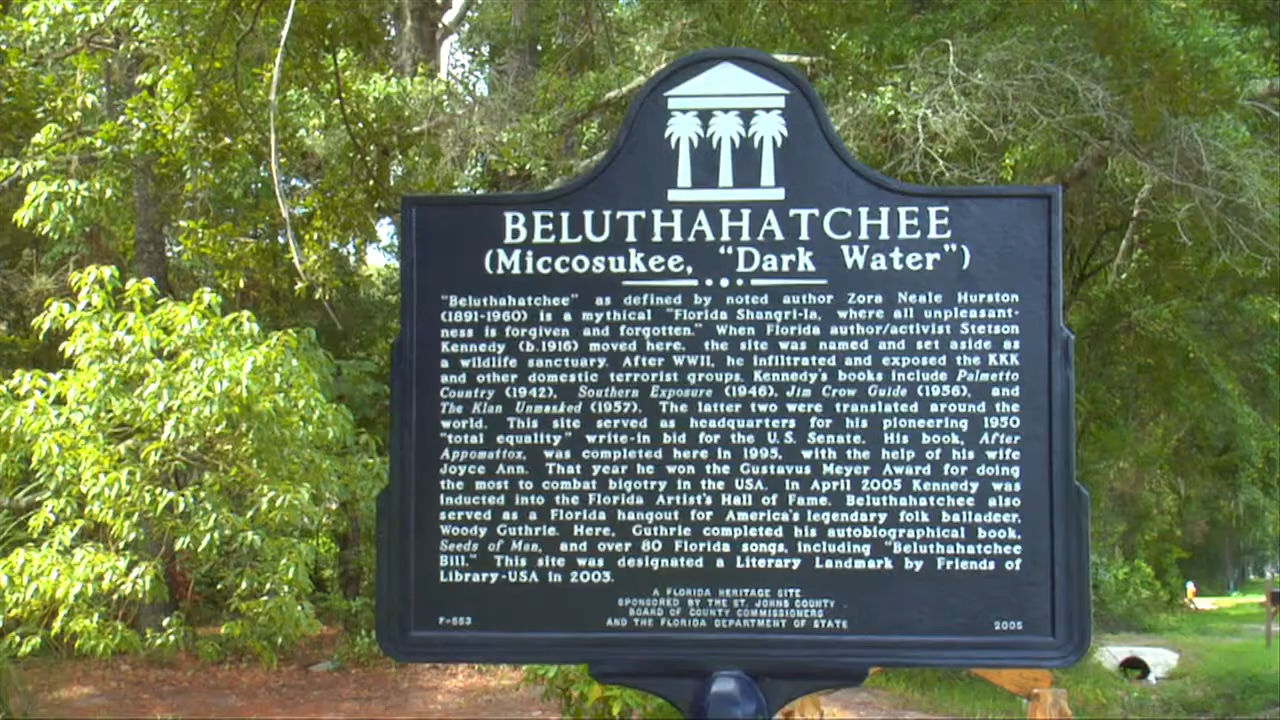 BELUTHAHATCHEE
(Miccosukee, "Dark Water")
"Beluthahatchee" as defined by noted author Zora Neale Hurston
(1891-1960) is a mythical "Florida Shangri-la, where all unpleasant-
ness is forgiven and forgotten." When Florida author/activist Stetson
Kennedy (b.1916) moved here, the site was named and set aside as
a wildlife sanctuary. After WWII, he infiltrated and exposed the KKK
and other domestic terrorist groups. Kennedy's books include Palmetto
Country (1942), Southern Exposure (1946), Jim Crow Guide (1956), and
The Klan Unmasked (1957). The latter two were translated around the
world. This site served as headquarters for his pioneering 1950
"total equality" write-in bid for the U.S. Senate. His book, After
Appomattox, was completed here in 1995, with the help of his wife
Joyce Ann. That year he won the Gustavus Meyer Award for doing
the most to combat bigotry in the USA. In April 2005 Kennedy was
inducted into the Florida Artist's Hall of Fame. Beluthahatchee also
served as a Florida hangout for America's legendary folk balladeer,
Woody Guthrie. Here, Guthrie completed his autobiographical book,
Seeds of Man, and over 80 Florida songs, including "Beluthahatchee
Bill." This site was designated a Literary Landmark by Friends of
Library-USA in 2003.
A FLORIDA HERITAGE SITE
SPONSORED BY THE ST. JOHNS COUNTY
BOARD OF COUNTY COMMISSIONERS
AND THE FLORIDA DEPARTMENT OF STATE
F-553 2005